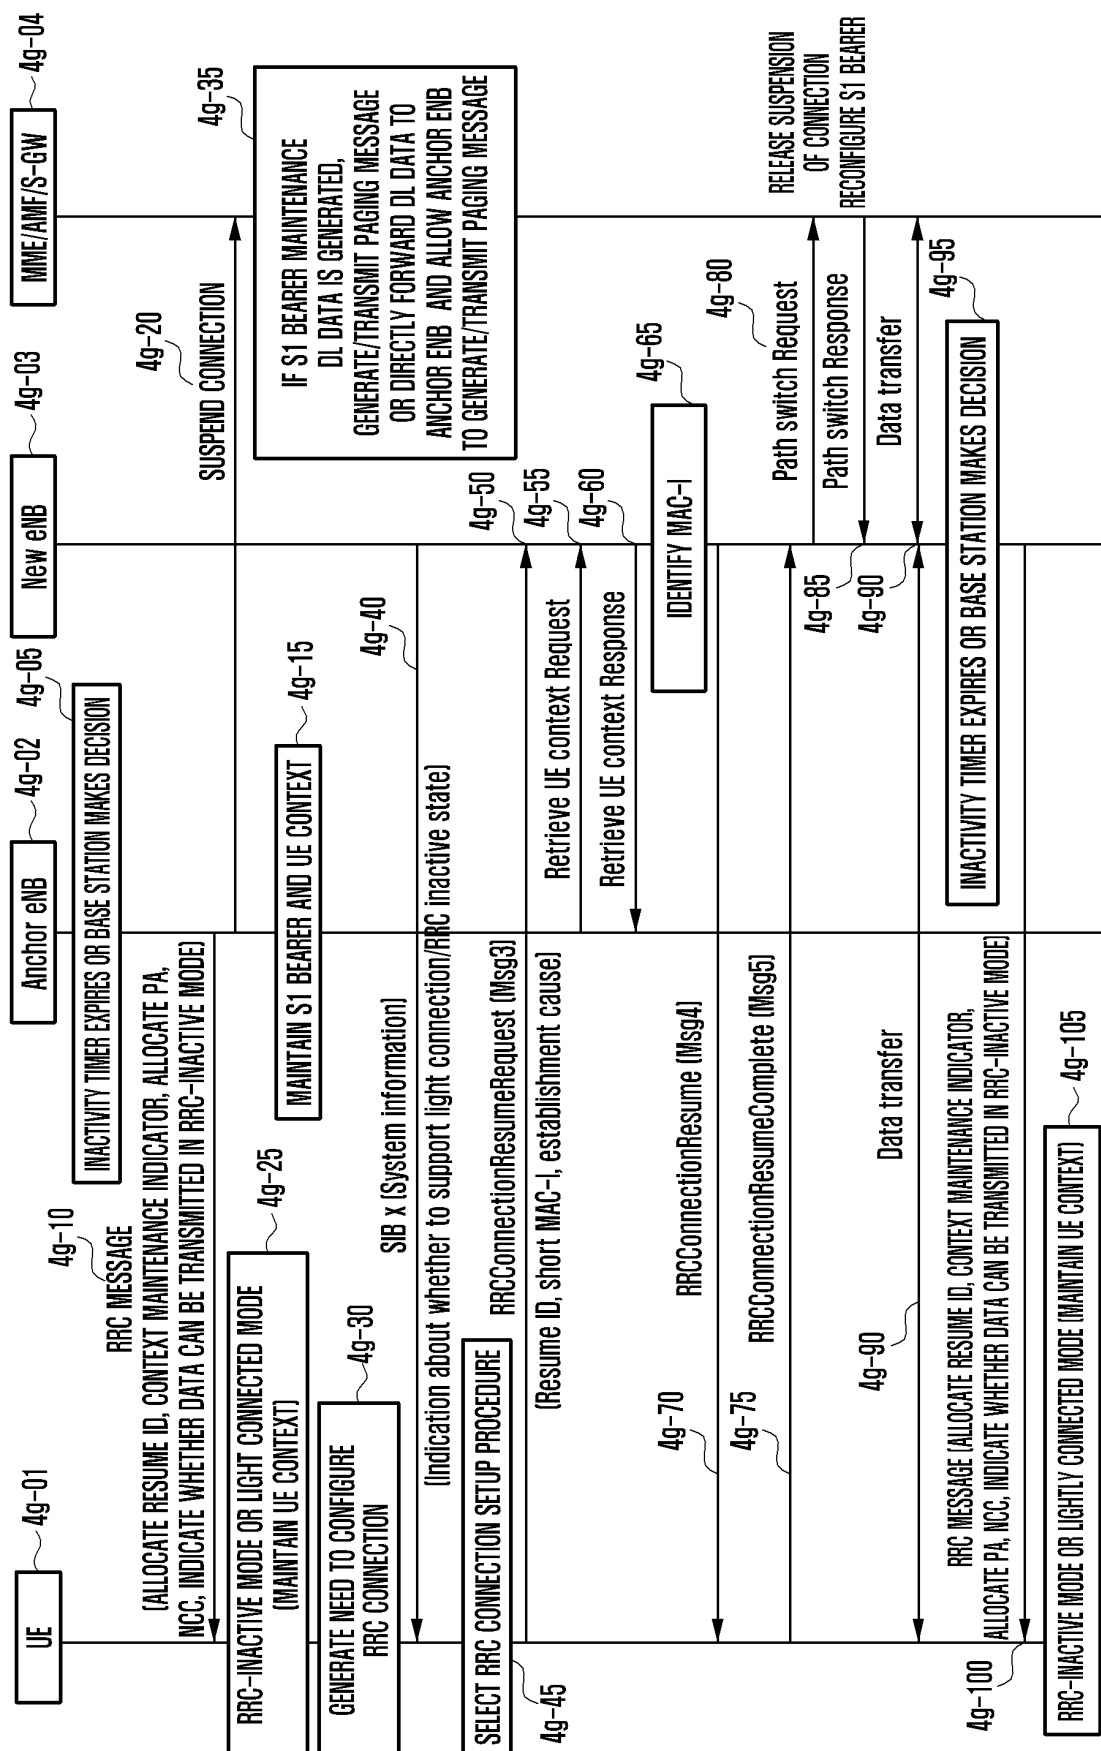 UE
4g-01
Anchor eNB
4g-02
New eNB
4g-03
MME/AMF/S-GW
4g-04
INACTIVITY TIMER EXPIRES OR BASE STATION MAKES DECISION
4g-05
4g-10
RRC MESSAGE
(ALLOCATE RESUME ID, CONTEXT MAINTENANCE INDICATOR, ALLOCATE PA,
NCC, INDICATE WHETHER DATA CAN BE TRANSMITTED IN RRC-INACTIVE MODE)
4g-20
SUSPEND CONNECTION
MAINTAIN S1 BEARER AND UE CONTEXT
4g-15
RRC-INACTIVE MODE OR LIGHT CONNECTED MODE
(MAINTAIN UE CONTEXT)
4g-25
GENERATE NEED TO CONFIGURE
RRC CONNECTION
4g-30
IF S1 BEARER MAINTENANCE
DL DATA IS GENERATED,
GENERATE/TRANSMIT PAGING MESSAGE
OR DIRECTLY FORWARD DL DATA TO
ANCHOR ENB AND ALLOW ANCHOR ENB
TO GENERATE/TRANSMIT PAGING MESSAGE
4g-35
SIB x (System information)
4g-40
(Indication about whether to support light connection/RRC inactive state)
SELECT RRC CONNECTION SETUP PROCEDURE
4g-45
RRCConnectionResumeRequest (Msg3)
4g-50
(Resume ID, short MAC-I, establishment cause)
Retrieve UE context Request
4g-55
Retrieve UE context Response
4g-60
IDENTIFY MAC-I
4g-65
RRCConnectionResume (Msg4)
4g-70
RRCConnectionResumeComplete (Msg5)
4g-75
Path switch Request
4g-80
RELEASE SUSPENSION
OF CONNECTION
RECONFIGURE S1 BEARER
Path switch Response
4g-85
Data transfer
4g-90
Data transfer
4g-90
INACTIVITY TIMER EXPIRES OR BASE STATION MAKES DECISION
4g-95
RRC MESSAGE (ALLOCATE RESUME ID, CONTEXT MAINTENANCE INDICATOR,
ALLOCATE PA, NCC, INDICATE WHETHER DATA CAN BE TRANSMITTED IN RRC-INACTIVE MODE)
4g-100
RRC-INACTIVE MODE OR LIGHTLY CONNECTED MODE (MAINTAIN UE CONTEXT)
4g-105